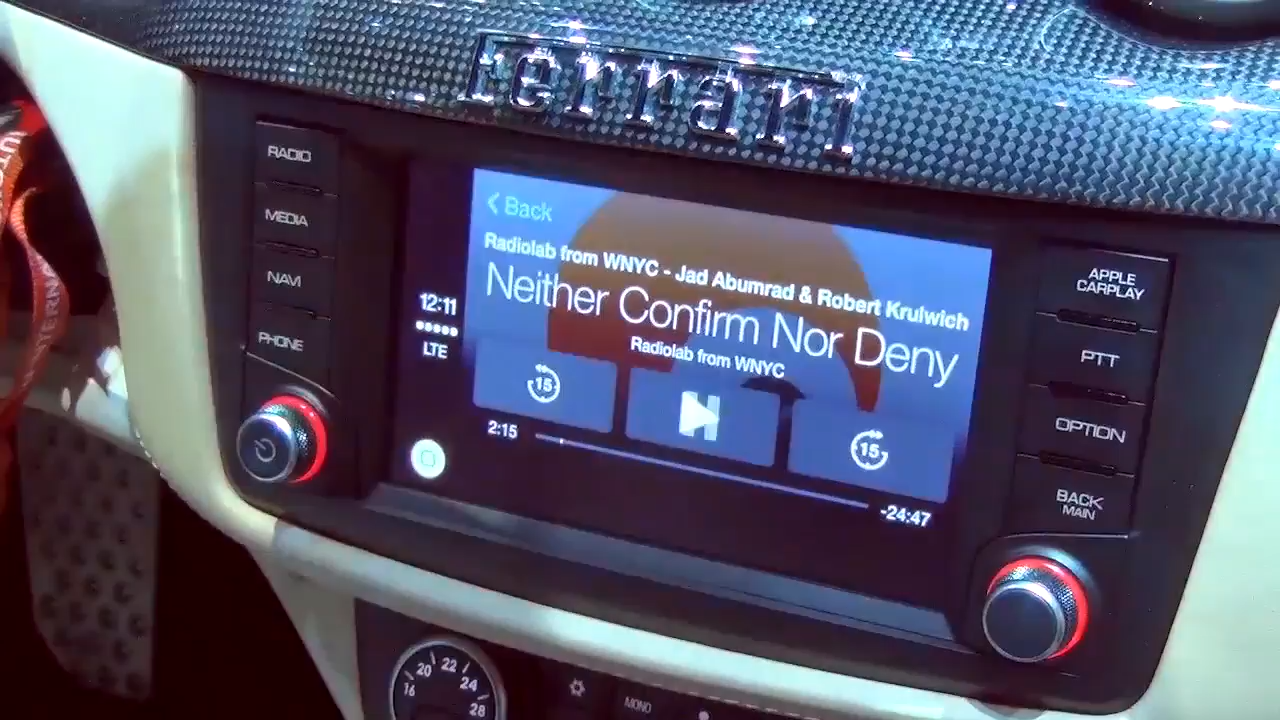 Ferrari
RADIO
MEDIA
NAVI
PHONE
Back
Radiolab from WNYC - Jad Abumrad & Robert Krulwich
Neither Confirm Nor Deny
Radiolab from WNYC
12:11
LTE
15
15
2:15
-24:47
APPLE
CARPLAY
PTT
OPTION
BACK
MAIN
16
20
22
24
28
MONO